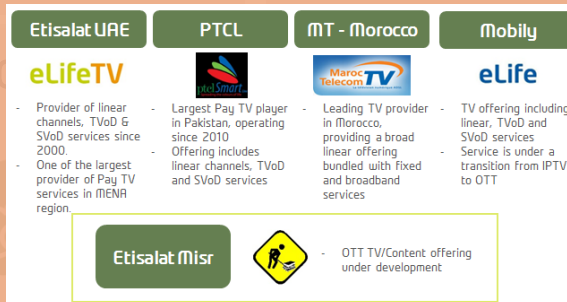 Etisalat UAE
PTCL
MT - Morocco
Mobily
eLifeTV
ptcl Smart
Maroc
Telecom TV
eLife
- Provider of linear
channels, TVoD &
SVoD services since
2000.
- One of the largest
provider of Pay TV
services in MENA
region.
- Largest Pay TV player
in Pakistan, operating
since 2010
- Offering includes
linear channels, TVoD
and SVoD services
- Leading TV provider
in Morocco,
providing a broad
linear offering
bundled with fixed
and broadband
services
- TV offering including
linear, TVoD and
SVoD services
- Service is under a
transition from IPTV
to OTT
Etisalat Misr
- OTT TV/Content offering
under development